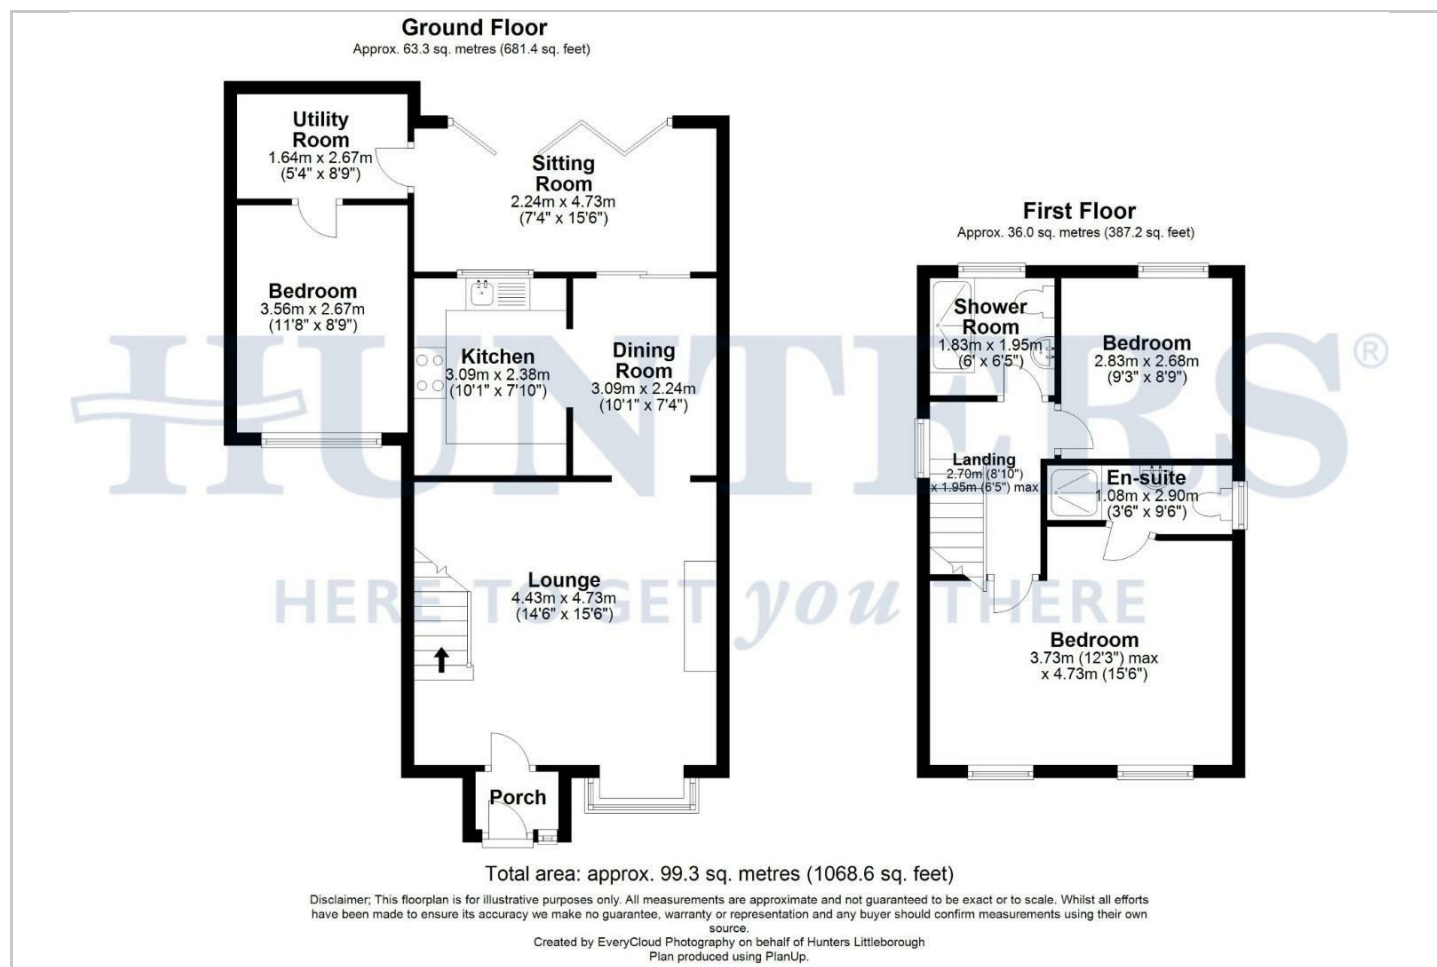 Ground Floor
Approx. 63.3 sq. metres (681.4 sq. feet)
Utility
Room
1.64m x 2.67m
(5'4" x 8'9")
Sitting
Room
2.24m x 4.73m
(7'4" x 15'6")
Bedroom
3.56m x 2.67m
(11'8" x 8'9")
Kitchen
3.09m x 2.38m
(10'1" x 7'10")
Dining
Room
3.09m x 2.24m
(10'1" x 7'4")
Lounge
4.43m x 4.73m
(14'6" x 15'6")
Porch
First Floor
Approx. 36.0 sq. metres (387.2 sq. feet)
Shower
Room
1.83m x 1.95m
(6' x 6'5")
Bedroom
2.83m x 2.68m
(9'3" x 8'9")
Landing
2.70m (8'10")
x 1.95m (6'5") max
En-suite
1.08m x 2.90m
(3'6" x 9'6")
Bedroom
3.73m (12'3") max
x 4.73m (15'6")
HUNTERS®
HERE TO GET you THERE
Total area: approx. 99.3 sq. metres (1068.6 sq. feet)
Disclaimer; This floorplan is for illustrative purposes only. All measurements are approximate and not guaranteed to be exact or to scale. Whilst all efforts
have been made to ensure its accuracy we make no guarantee, warranty or representation and any buyer should confirm measurements using their own
source.
Created by EveryCloud Photography on behalf of Hunters Littleborough
Plan produced using PlanUp.